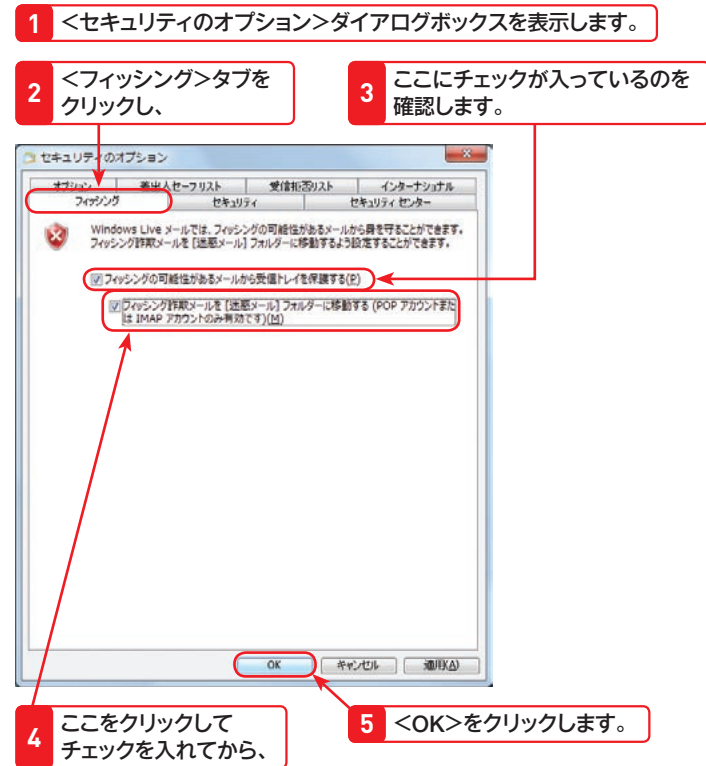 1 <セキュリティのオプション>ダイアログボックスを表示します。
2 <フィッシング>タブを
クリックし、
3 ここにチェックが入っているのを
確認します。
セキュリティのオプション
オプション 差出人セーフリスト 受信拒否リスト インターナショナル
フィッシング セキュリティ セキュリティ センター
Windows Live メールでは、フィッシングの可能性があるメールから身を守ることができます。
フィッシング詐欺メールを [迷惑メール] フォルダーに移動するよう設定することができます。
フィッシングの可能性があるメールから受信トレイを保護する(P)
フィッシング詐欺メールを [迷惑メール] フォルダーに移動する (POP アカウントまた
は IMAP アカウントのみ有効です)(M)
OK キャンセル 適用(A)
4 ここをクリックして
チェックを入れてから、
5 <OK>をクリックします。